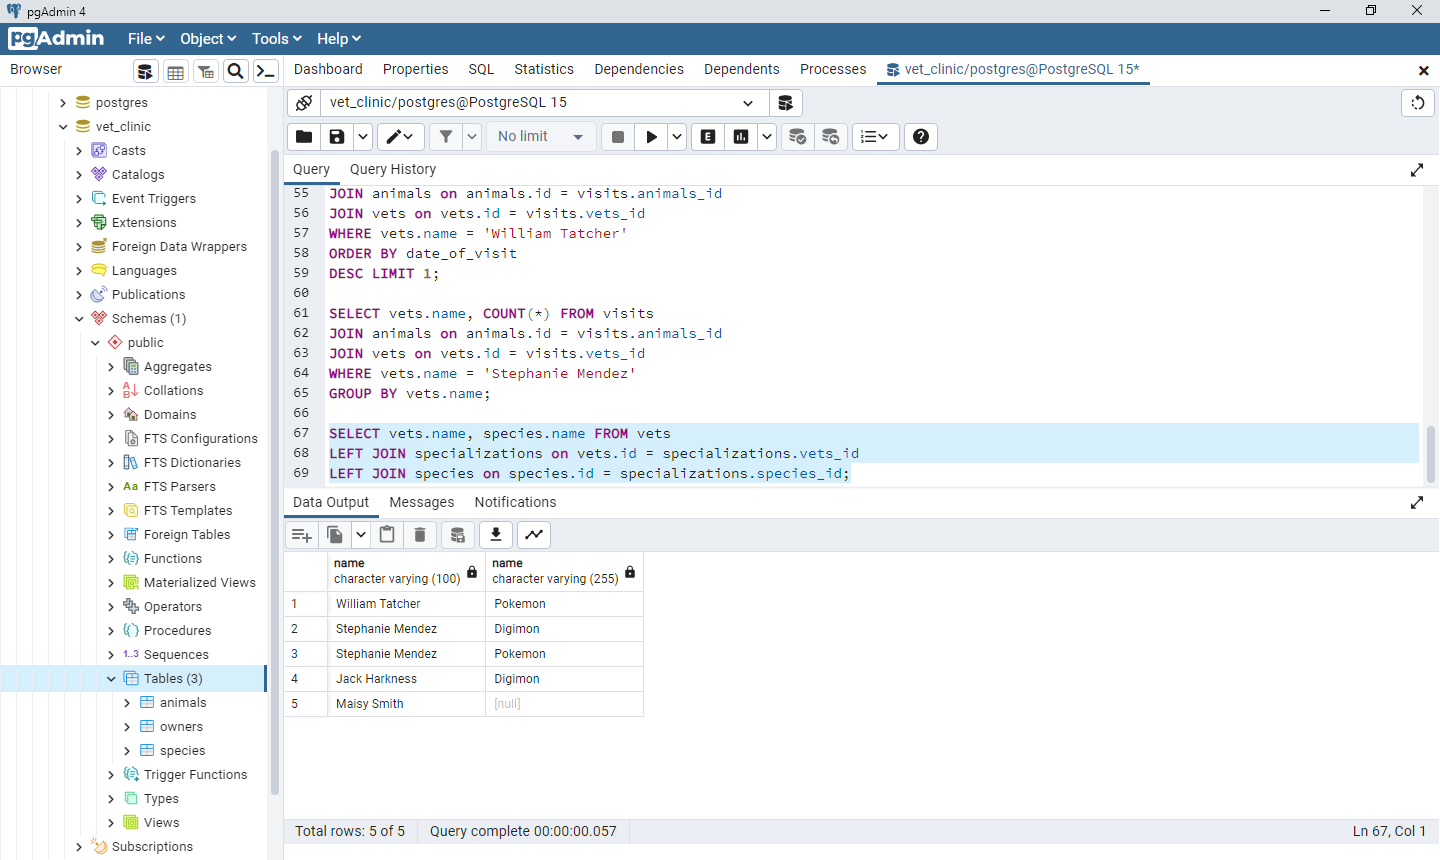 pgAdmin 4
pgAdmin File Object Tools Help
Browser
Dashboard Properties SQL Statistics Dependencies Dependents Processes vet_clinic/postgres@PostgreSQL 15*
postgres
vet_clinic
Casts
Catalogs
Event Triggers
Extensions
Foreign Data Wrappers
Languages
Publications
Schemas (1)
public
Aggregates
Collations
Domains
FTS Configurations
FTS Dictionaries
Aa FTS Parsers
FTS Templates
Foreign Tables
Functions
Materialized Views
Operators
Procedures
1..3 Sequences
Tables (3)
animals
owners
species
Trigger Functions
Types
Views
Subscriptions
vet_clinic/postgres@PostgreSQL 15
No limit E
Query Query History
55 JOIN animals on animals.id = visits.animals_id
56 JOIN vets on vets.id = visits.vets_id
57 WHERE vets.name = 'William Tatcher'
58 ORDER BY date_of_visit
59 DESC LIMIT 1;
60
61 SELECT vets.name, COUNT(*) FROM visits
62 JOIN animals on animals.id = visits.animals_id
63 JOIN vets on vets.id = visits.vets_id
64 WHERE vets.name = 'Stephanie Mendez'
65 GROUP BY vets.name;
66
67 SELECT vets.name, species.name FROM vets
68 LEFT JOIN specializations on vets.id = specializations.vets_id
69 LEFT JOIN species on species.id = specializations.species_id;
Data Output Messages Notifications
name name
character varying (100) character varying (255)
1 William Tatcher Pokemon
2 Stephanie Mendez Digimon
3 Stephanie Mendez Pokemon
4 Jack Harkness Digimon
5 Maisy Smith [null]
Total rows: 5 of 5 Query complete 00:00:00.057 Ln 67, Col 1